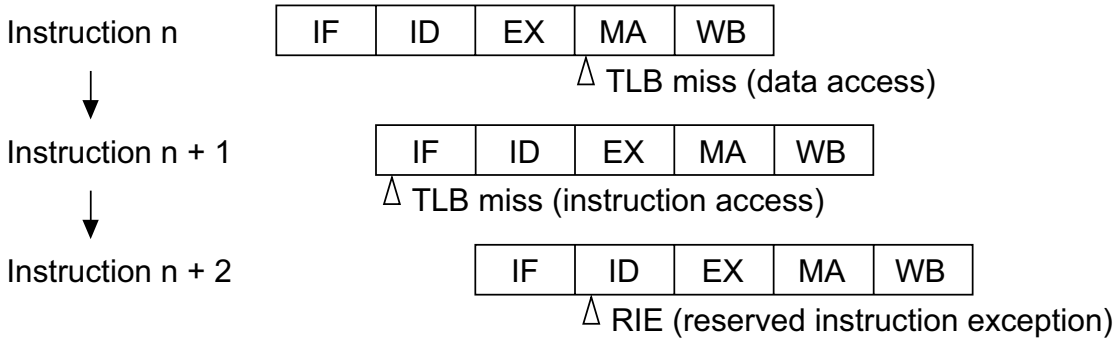 Instruction n IF ID EX MA WB
TLB miss (data access)
Instruction n + 1 IF ID EX MA WB
TLB miss (instruction access)
Instruction n + 2 IF ID EX MA WB
RIE (reserved instruction exception)